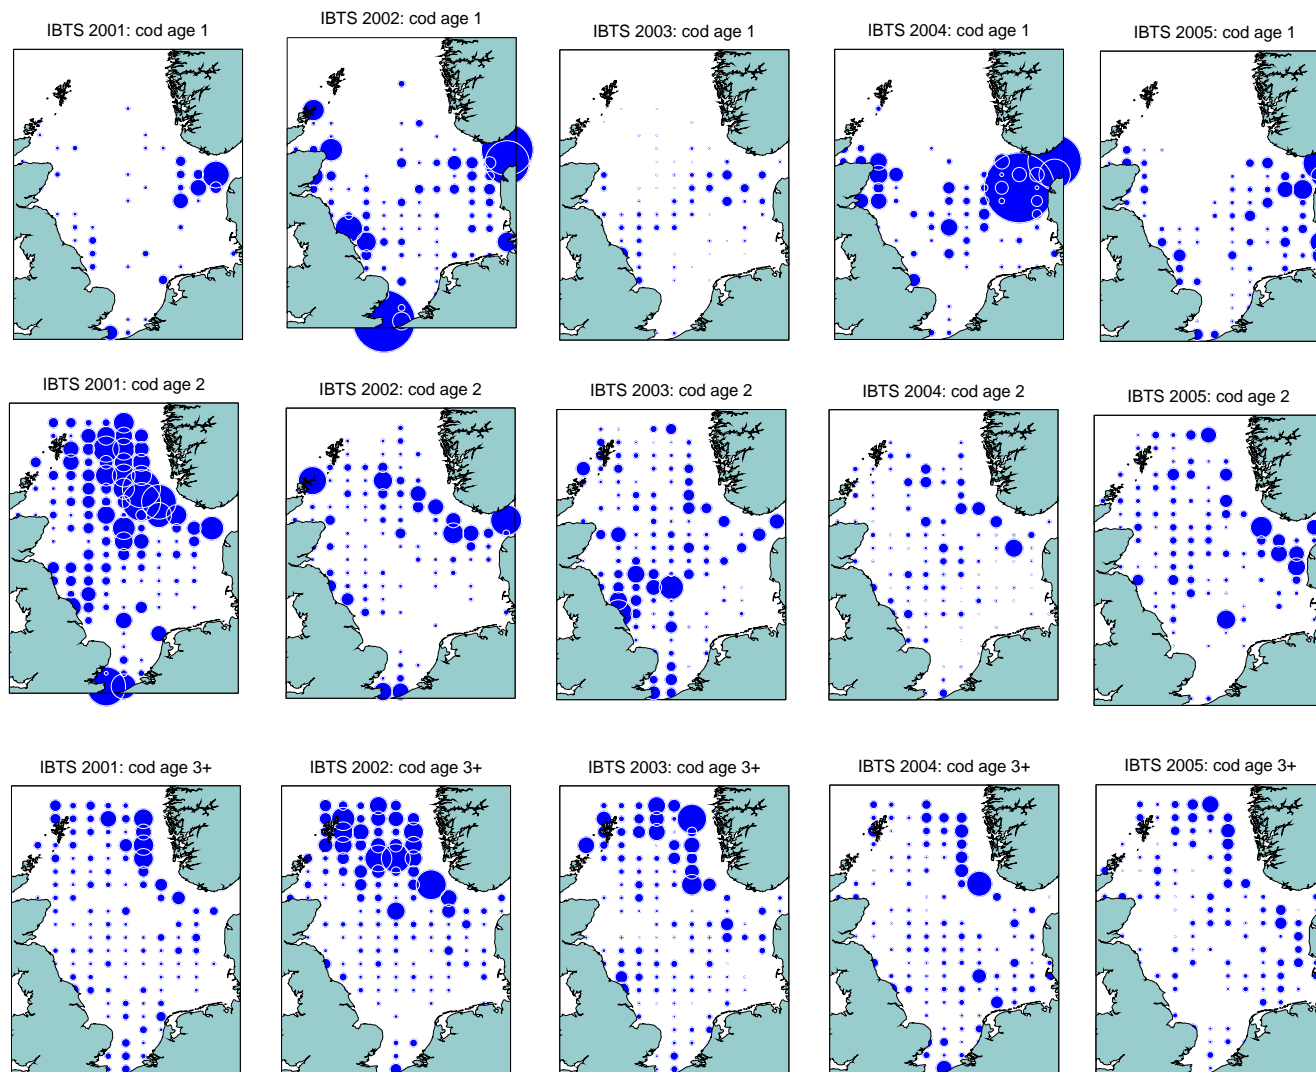 IBTS 2001: cod age 1
IBTS 2002: cod age 1
IBTS 2003: cod age 1
IBTS 2004: cod age 1
IBTS 2005: cod age 1
IBTS 2001: cod age 2
IBTS 2002: cod age 2
IBTS 2003: cod age 2
IBTS 2004: cod age 2
IBTS 2005: cod age 2
IBTS 2001: cod age 3+
IBTS 2002: cod age 3+
IBTS 2003: cod age 3+
IBTS 2004: cod age 3+
IBTS 2005: cod age 3+